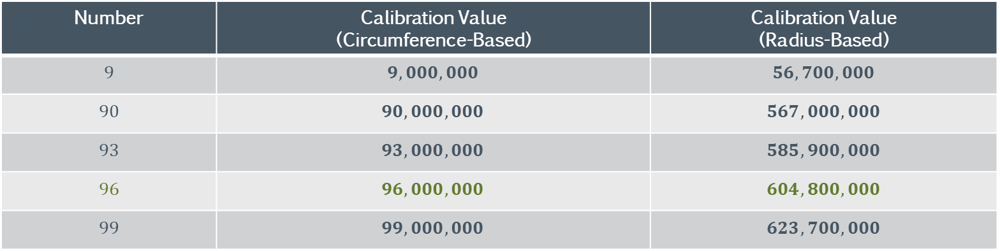 Number Calibration Value Calibration Value
(Circumference-Based) (Radius-Based)
9 9,000,000 56,700,000
90 90,000,000 567,000,000
93 93,000,000 585,900,000
96 96,000,000 604,800,000
99 99,000,000 623,700,000